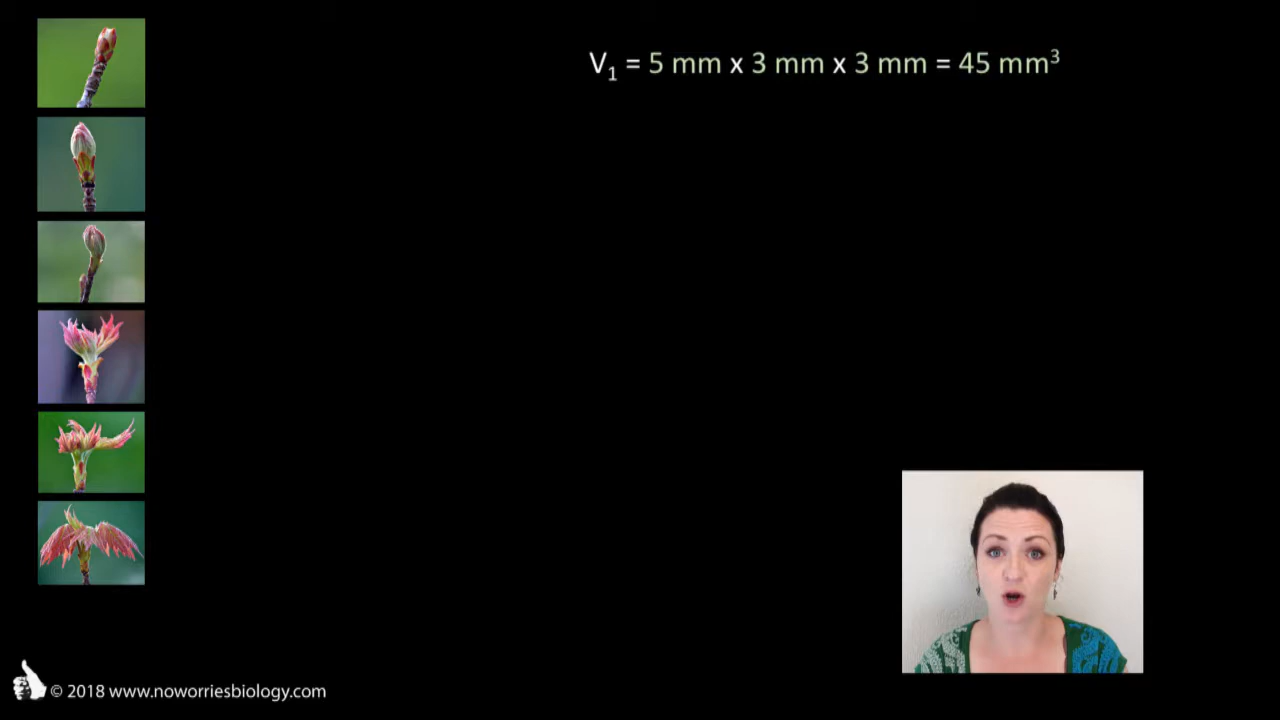 V₁ = 5 mm x 3 mm x 3 mm = 45 mm³
© 2018 www.noworriesbiology.com